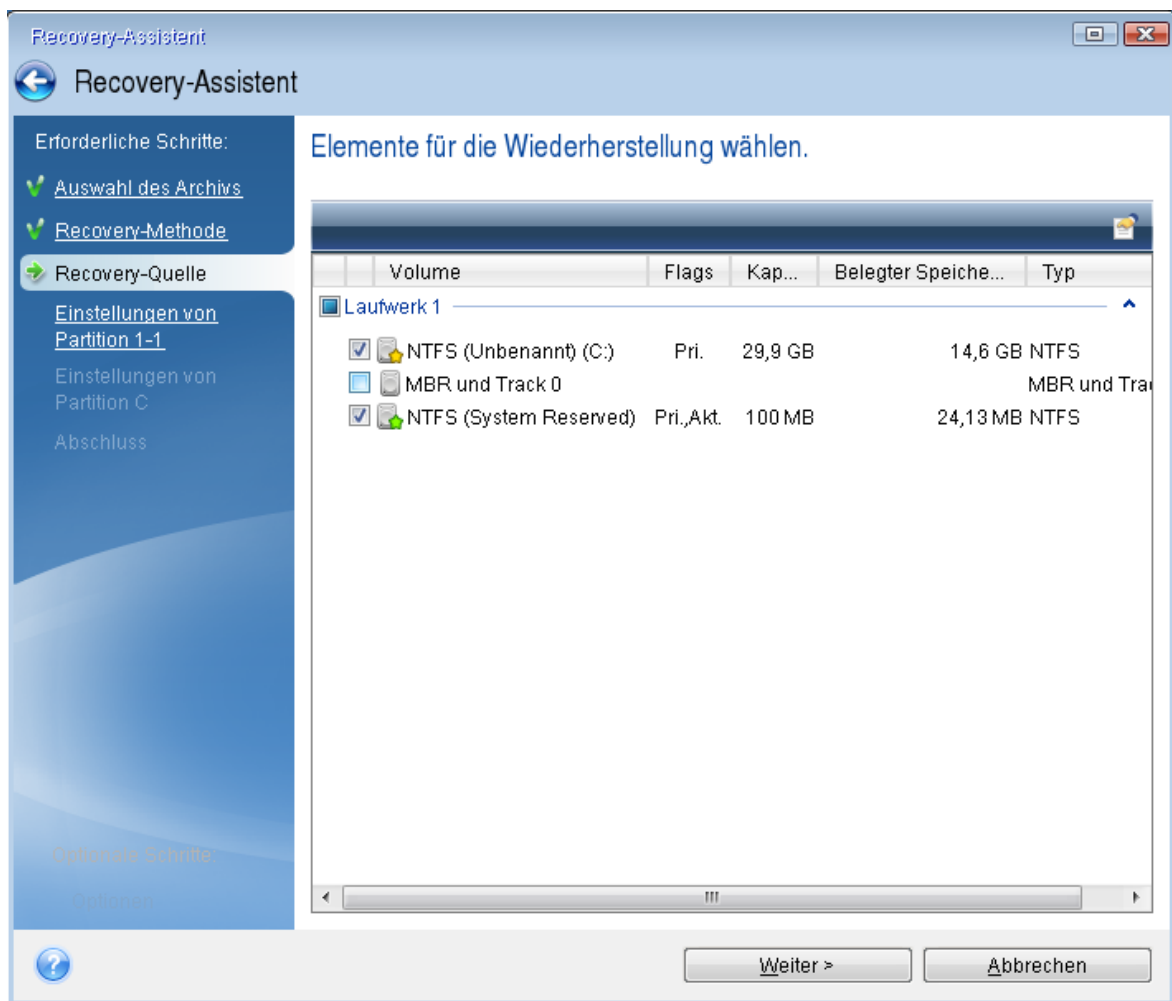 Recovery-Assistent
Recovery-Assistent
Erforderliche Schritte:
Auswahl des Archivs
Recovery-Methode
Recovery-Quelle
Einstellungen von
Partition 1-1
Einstellungen von
Partition C
Abschluss
Optionale Schritte:
Optionen
Elemente für die Wiederherstellung wählen.
Volume Flags Kap... Belegter Speiche... Typ
Laufwerk 1
NTFS (Unbenannt) (C:) Pri. 29,9 GB 14,6 GB NTFS
MBR und Track 0 MBR und Tra
NTFS (System Reserved) Pri.,Akt. 100 MB 24,13 MB NTFS
Weiter >
Abbrechen